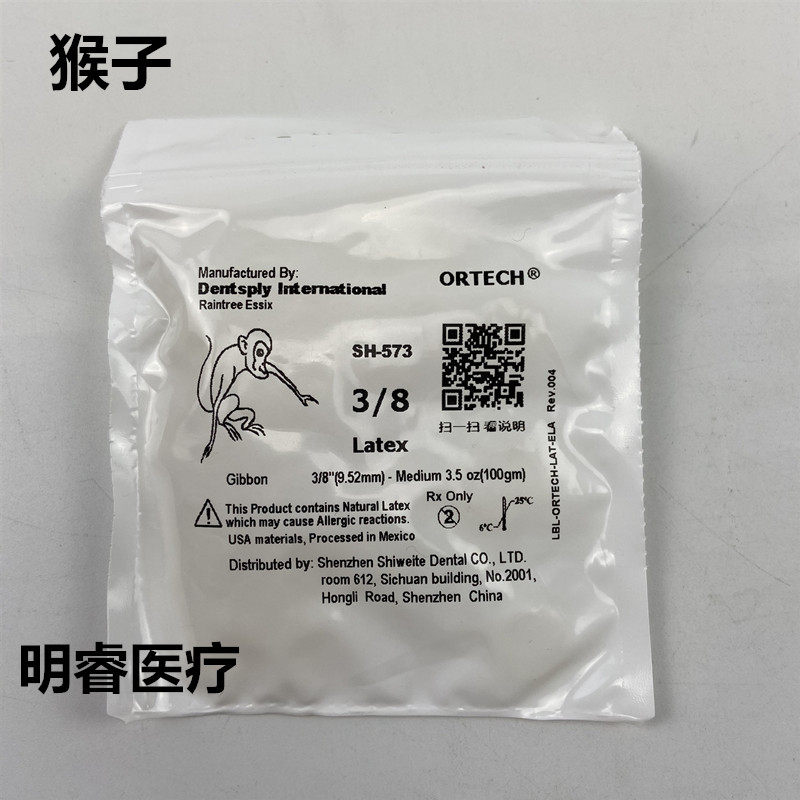 猴子
Manufactured By:
Dentsply International
Raintree Essix
ORTECH®
SH-573
3/8
Latex
扫一扫 看说明
LBL-ORTECH-LAT-ELA Rev.004
Gibbon
3/8"(9.52mm) - Medium 3.5 oz(100gm)
This Product contains Natural Latex
which may cause Allergic reactions.
USA materials, Processed in Mexico
Rx Only
2
25℃
6℃
Distributed by: Shenzhen Shiweite Dental CO., LTD.
room 612, Sichuan building, No.2001,
Hongli Road, Shenzhen China
明睿医疗